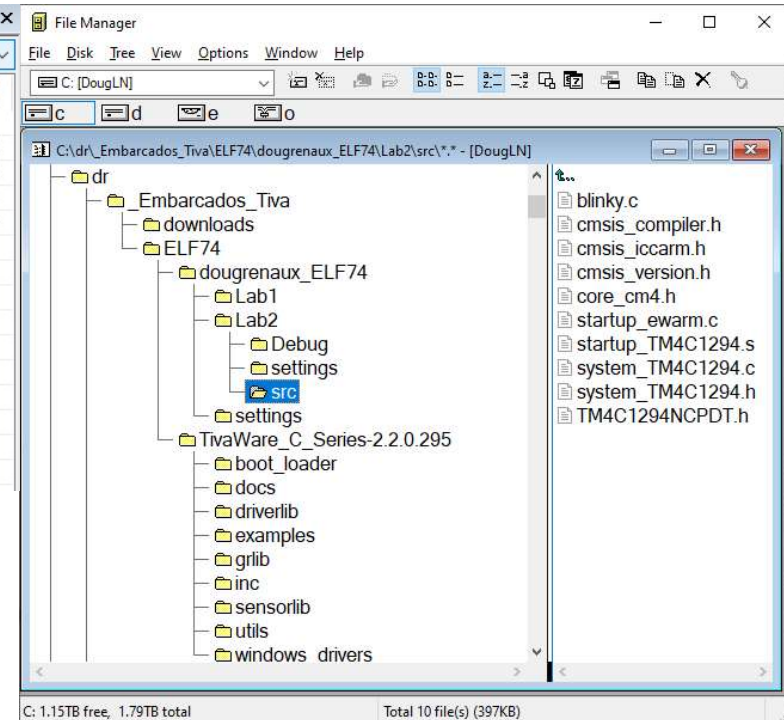 File Manager
File Disk Tree View Options Window Help
C: [DougLN]
c d e o
C:\dr\_Embarcados_Tiva\ELF74\dougrenaux_ELF74\Lab2\src\*.* - [DougLN]
dr
_Embarcados_Tiva
downloads
ELF74
dougrenaux_ELF74
Lab1
Lab2
Debug
settings
src
settings
TivaWare_C_Series-2.2.0.295
boot_loader
docs
driverlib
examples
grlib
inc
sensorlib
utils
windows_drivers
..
blinky.c
cmsis_compiler.h
cmsis_iccarm.h
cmsis_version.h
core_cm4.h
startup_ewarm.c
startup_TM4C1294.s
system_TM4C1294.c
system_TM4C1294.h
TM4C1294NCPDT.h
C: 1.15TB free, 1.79TB total Total 10 file(s) (397KB)